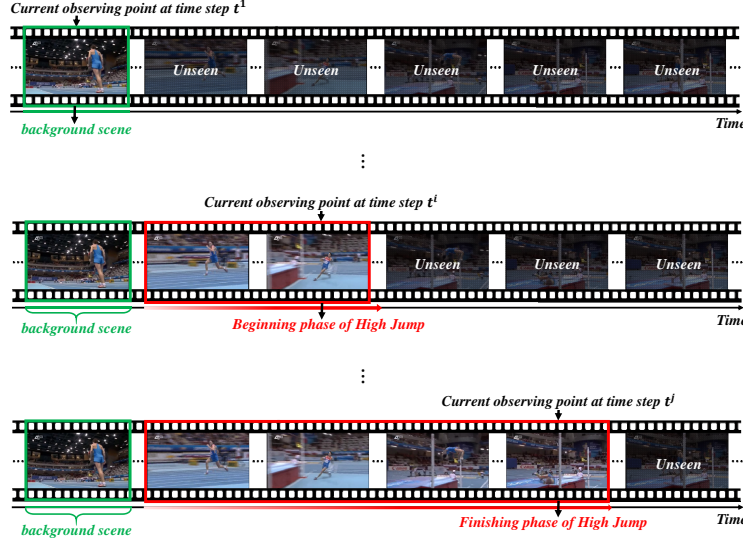 Current observing point at time step t¹
... ... Unseen ... Unseen ... Unseen ... Unseen ... Unseen ...
Time
background scene
⋮
Current observing point at time step tⁱ
... ... ... Unseen ... Unseen ... Unseen ...
Time
background scene
Beginning phase of High Jump
⋮
Current observing point at time step tʲ
... ... ... ... ... Unseen ...
Time
background scene
Finishing phase of High Jump